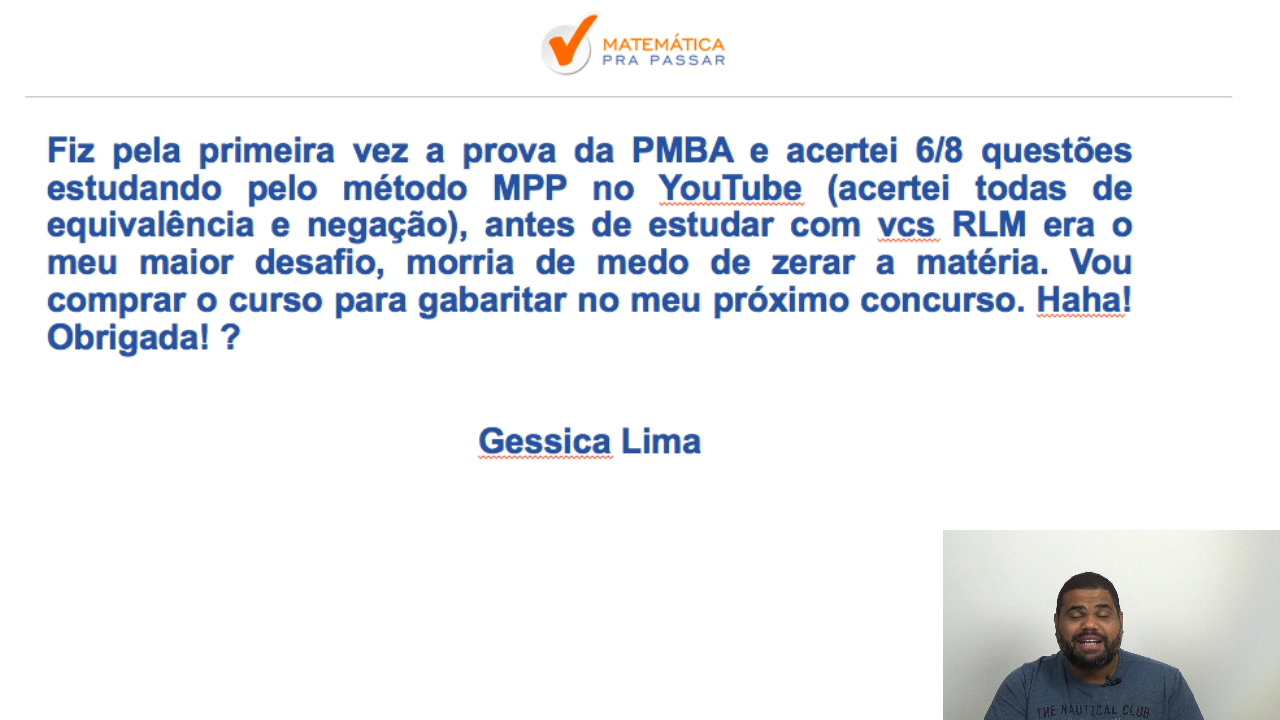 MATEMÁTICA
PRA PASSAR
Fiz pela primeira vez a prova da PMBA e acertei 6/8 questões
estudando pelo método MPP no YouTube (acertei todas de
equivalência e negação), antes de estudar com vcs RLM era o
meu maior desafio, morria de medo de zerar a matéria. Vou
comprar o curso para gabaritar no meu próximo concurso. Haha!
Obrigada! ?
Gessica Lima
THE NAUTICAL CLUB